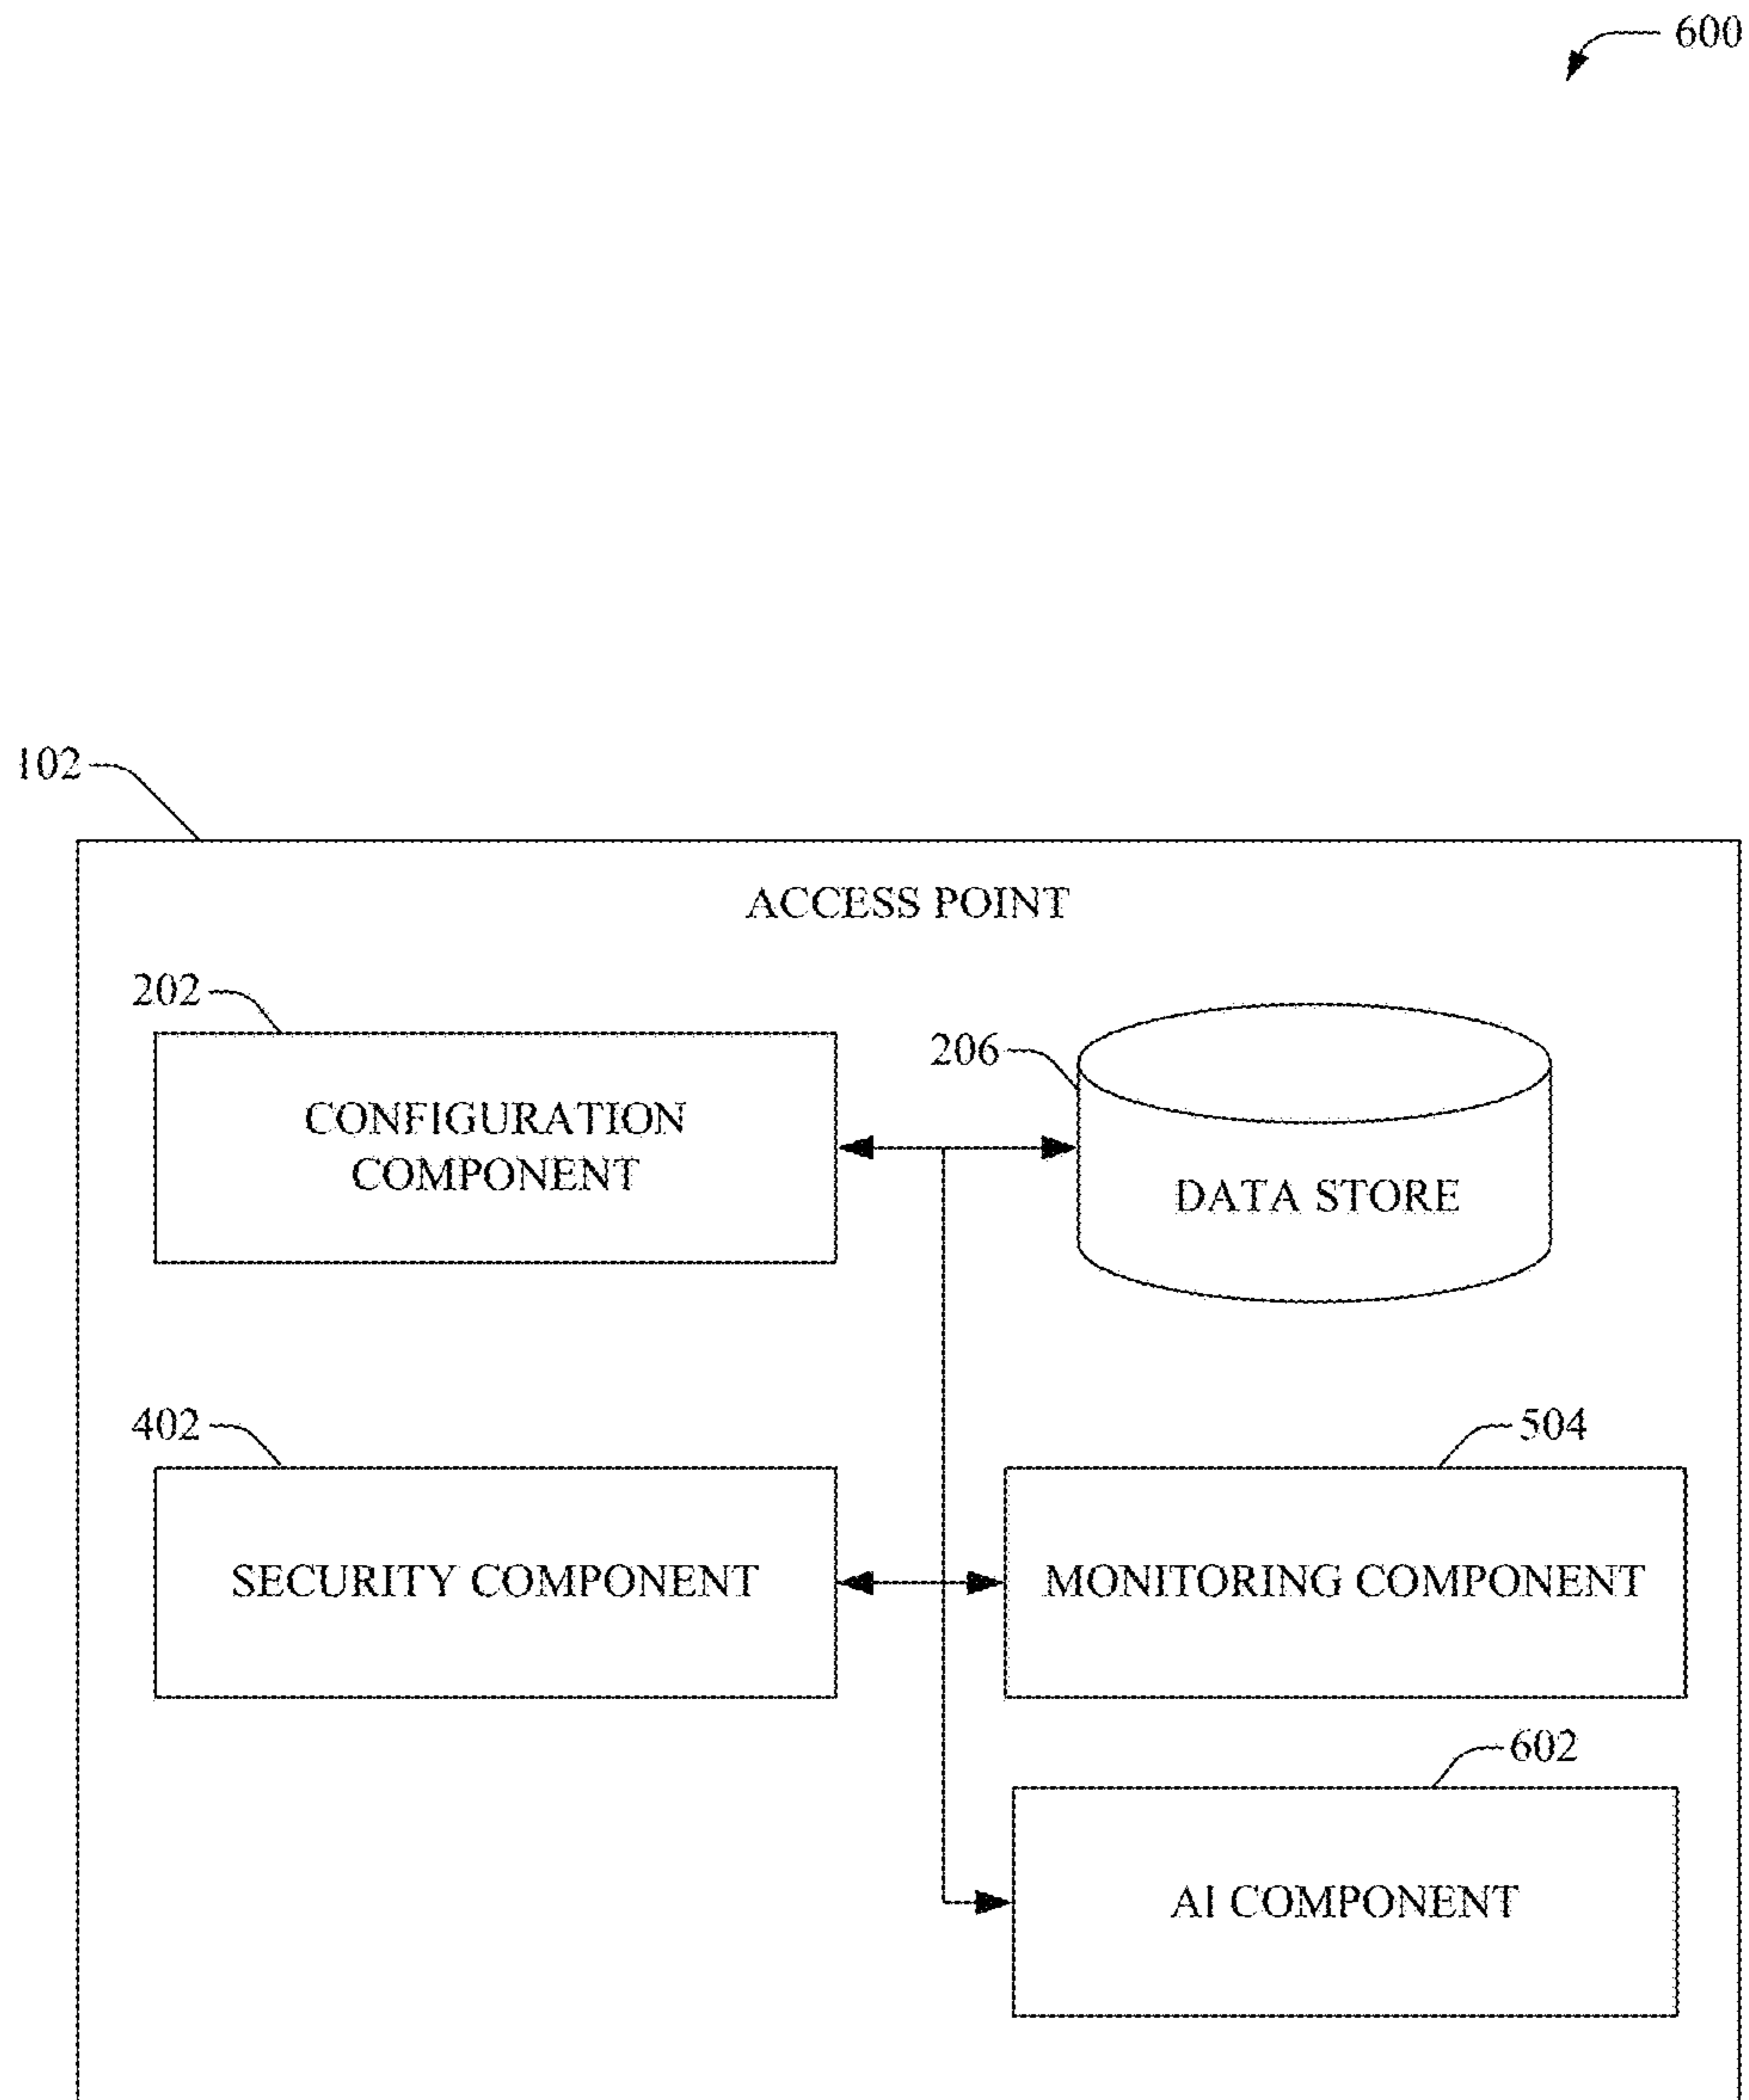 600
102
ACCESS POINT
202
206
CONFIGURATION
COMPONENT
DATA STORE
402
504
SECURITY COMPONENT
MONITORING COMPONENT
602
AI COMPONENT